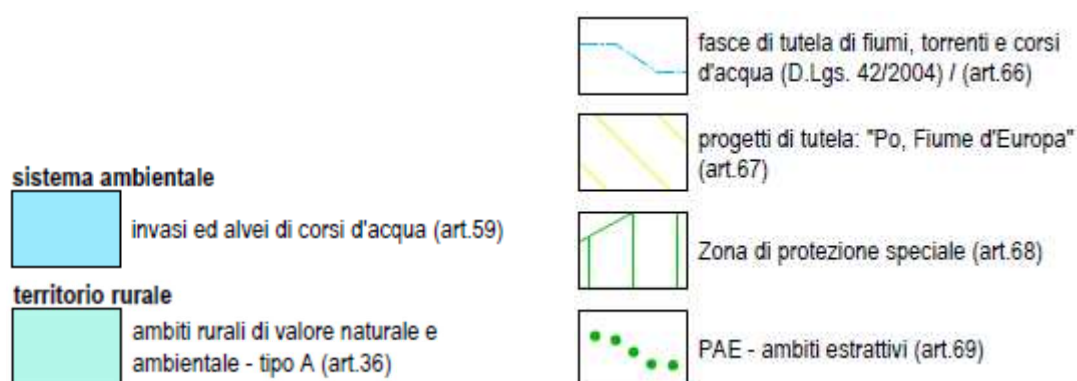 sistema ambientale
invasi ed alvei di corsi d'acqua (art.59)
territorio rurale
ambiti rurali di valore naturale e
ambientale - tipo A (art.36)
fasce di tutela di fiumi, torrenti e corsi
d'acqua (D.Lgs. 42/2004) / (art.66)
progetti di tutela: "Po, Fiume d'Europa"
(art.67)
Zona di protezione speciale (art.68)
PAE - ambiti estrattivi (art.69)